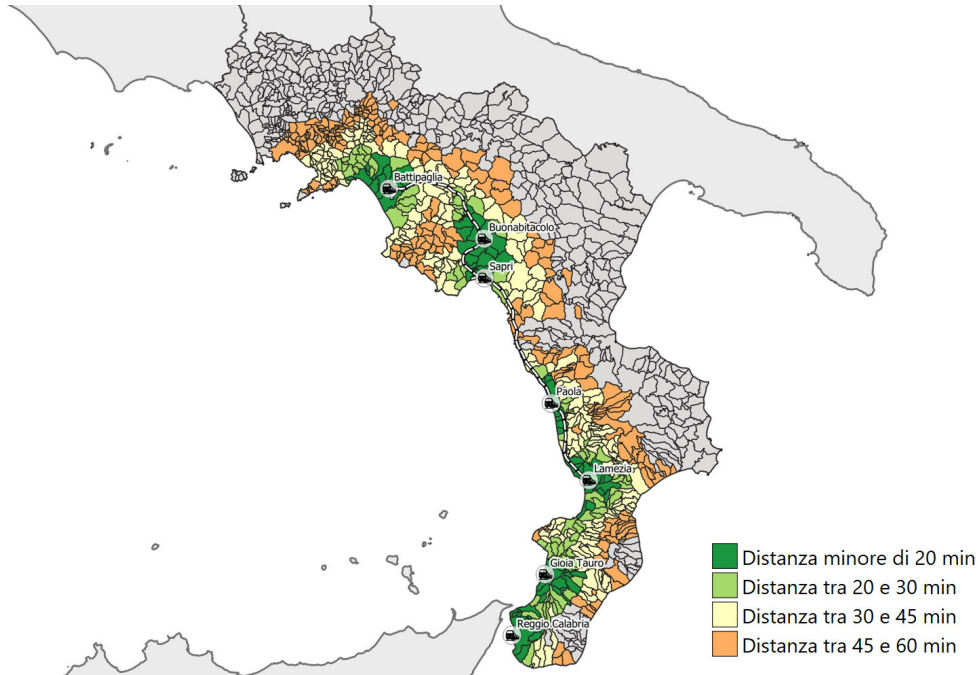 Battipaglia
Buonabitacolo
Sapri
Paola
Lamezia
Gioia Tauro
Reggio Calabria
Distanza minore di 20 min
Distanza tra 20 e 30 min
Distanza tra 30 e 45 min
Distanza tra 45 e 60 min